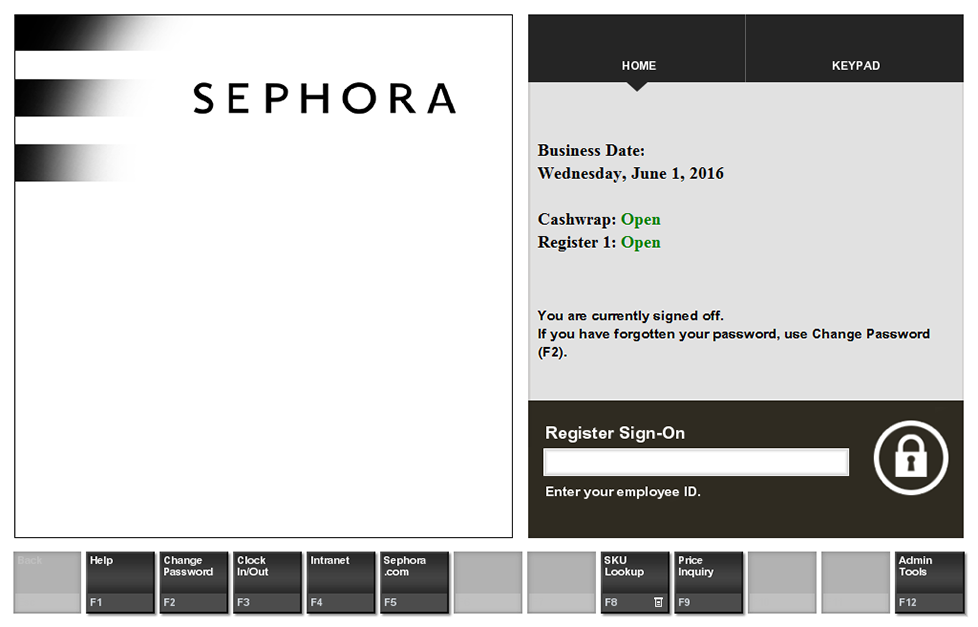 SEPHORA
HOME
KEYPAD
Business Date:
Wednesday, June 1, 2016
Cashwrap: Open
Register 1: Open
You are currently signed off.
If you have forgotten your password, use Change Password
(F2).
Register Sign-On
Enter your employee ID.
Back
Help
F1
Change
Password
F2
Clock
In/Out
F3
Intranet
F4
Sephora
.com
F5
SKU
Lookup
F8
Price
Inquiry
F9
Admin
Tools
F12